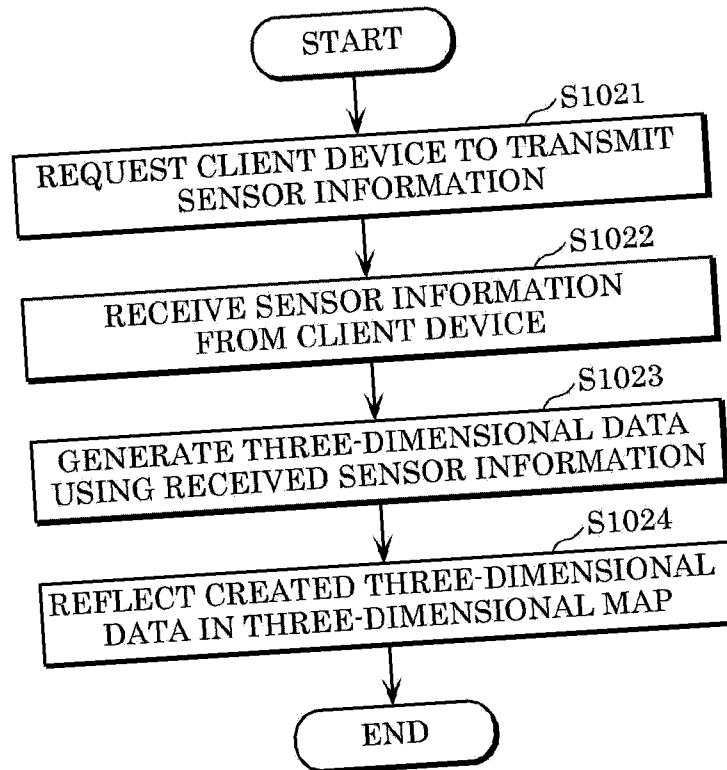 START
S1021
REQUEST CLIENT DEVICE TO TRANSMIT
SENSOR INFORMATION
S1022
RECEIVE SENSOR INFORMATION
FROM CLIENT DEVICE
S1023
GENERATE THREE-DIMENSIONAL DATA
USING RECEIVED SENSOR INFORMATION
S1024
REFLECT CREATED THREE-DIMENSIONAL
DATA IN THREE-DIMENSIONAL MAP
END